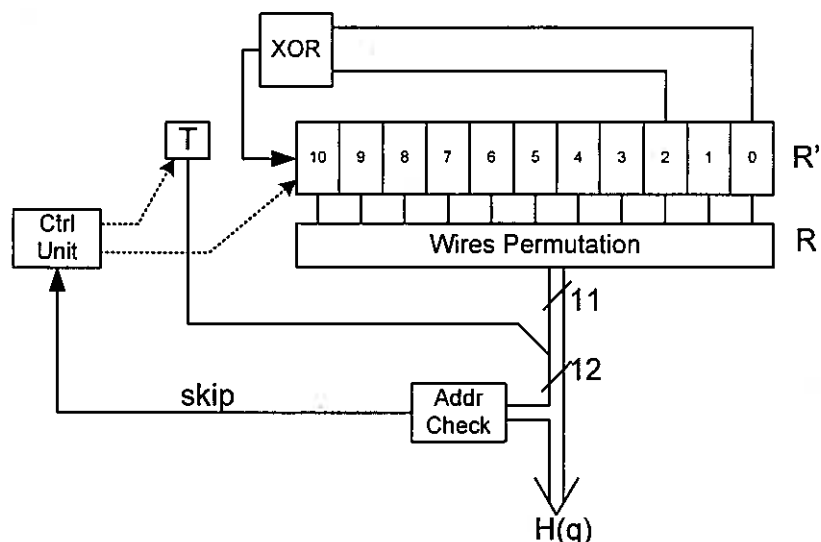 XOR
T
10 9 8 7 6 5 4 3 2 1 0
R'
Ctrl
Unit
Wires Permutation
R
11
12
skip
Addr
Check
H(q)